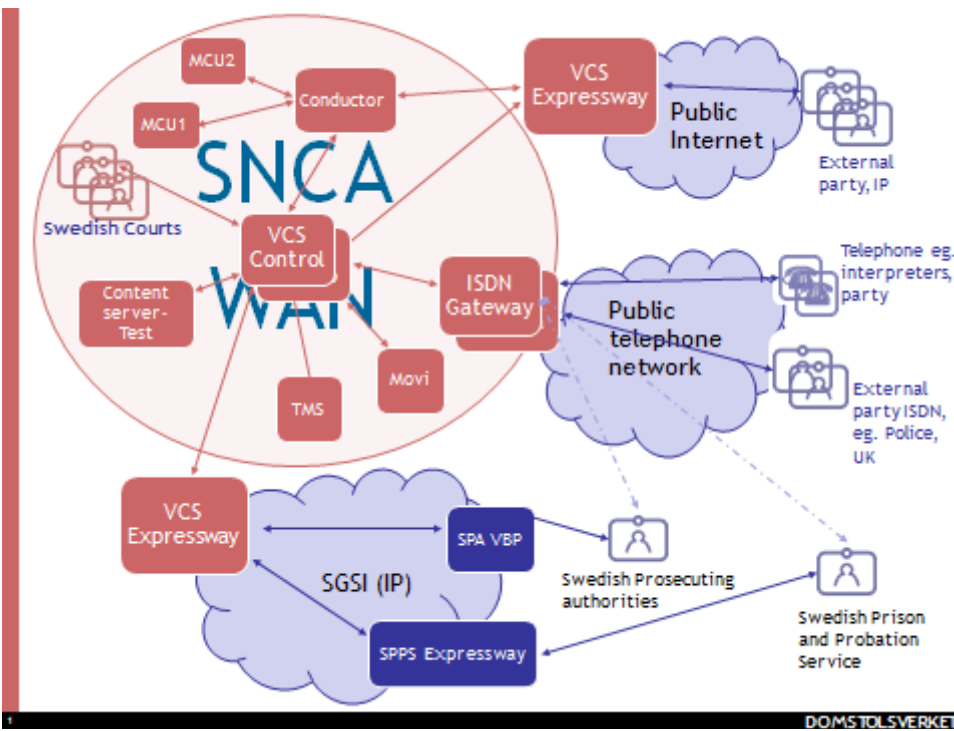 MCU2
Conductor
MCU1
VCS
Expressway
Public
Internet
External
party, IP
SNCA
WAN
Swedish Courts
VCS
Control
Content
server-
Test
TMS
Movi
ISDN
Gateway
Public
telephone
network
Telephone eg.
interpreters,
party
External
party ISDN,
eg. Police,
UK
VCS
Expressway
SGSI (IP)
SPA VBP
SPPS Expressway
Swedish Prosecuting
authorities
Swedish Prison
and Probation
Service
1
DOMSTOLSVERKET